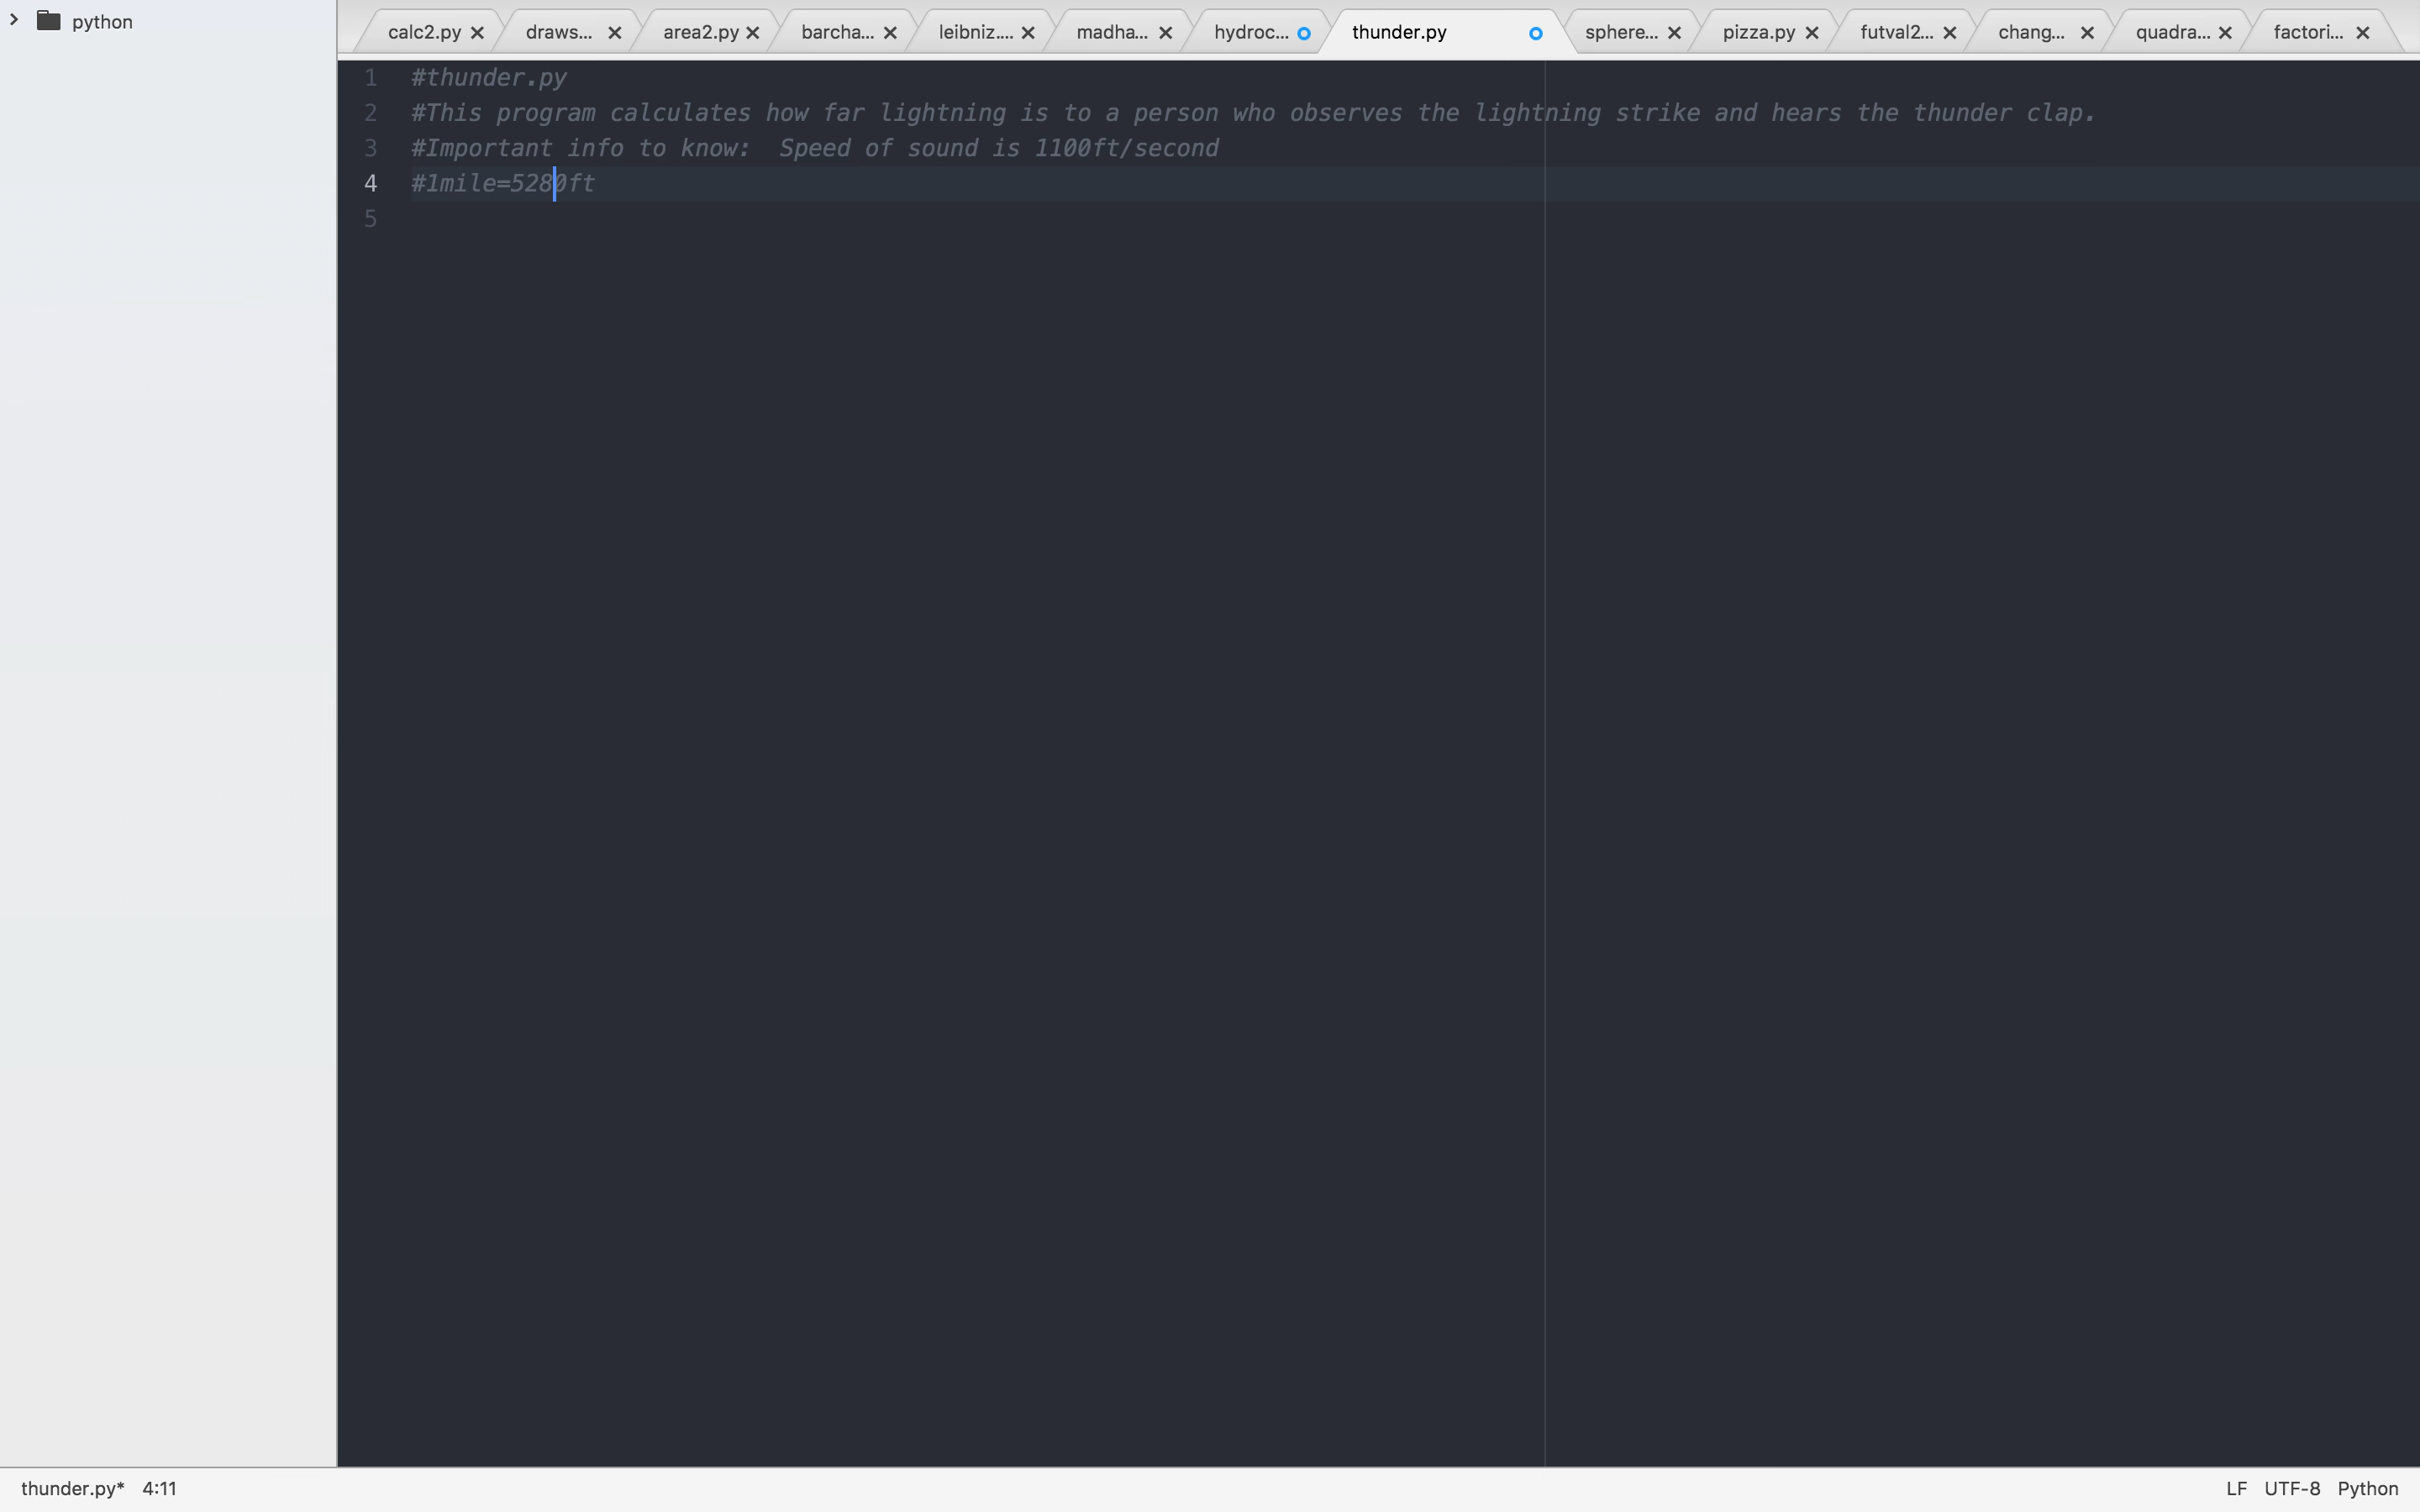 python
calc2.py draws... area2.py barcha... leibniz.... madha... hydroc... thunder.py sphere... pizza.py futval2... chang... quadra... factori...
1 #thunder.py
2 #This program calculates how far lightning is to a person who observes the lightning strike and hears the thunder clap.
3 #Important info to know:  Speed of sound is 1100ft/second
4 #1mile=5280ft
5
thunder.py* 4:11 LF UTF-8 Python